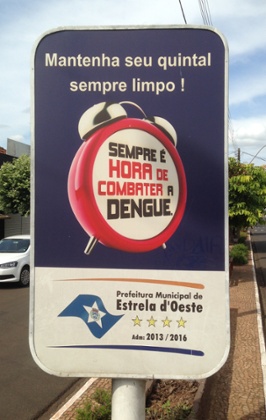 Mantenha seu quintal
sempre limpo !
SEMPRE É
HORA DE
COMBATER A
DENGUE.
Prefeitura Municipal de
Estrela d'Oeste
Adm: 2013 / 2016